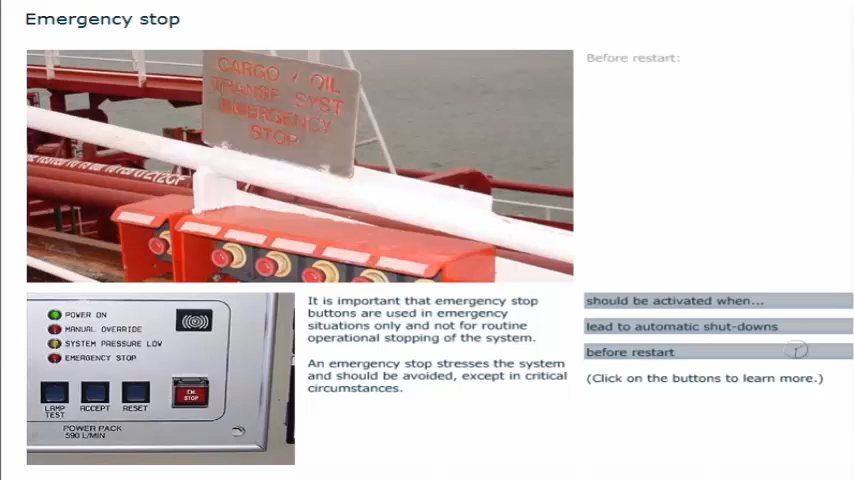 Emergency stop
CARGO / OIL
TRANSF SYST
EMERGENCY
STOP
Before restart:
POWER ON
MANUAL OVERRIDE
SYSTEM PRESSURE LOW
EMERGENCY STOP
EM.
STOP
LAMP
TEST
ACCEPT
RESET
POWER PACK
590 L/MIN
It is important that emergency stop
buttons are used in emergency
situations only and not for routine
operational stopping of the system.
An emergency stop stresses the system
and should be avoided, except in critical
circumstances.
should be activated when...
lead to automatic shut-downs
before restart
(Click on the buttons to learn more.)